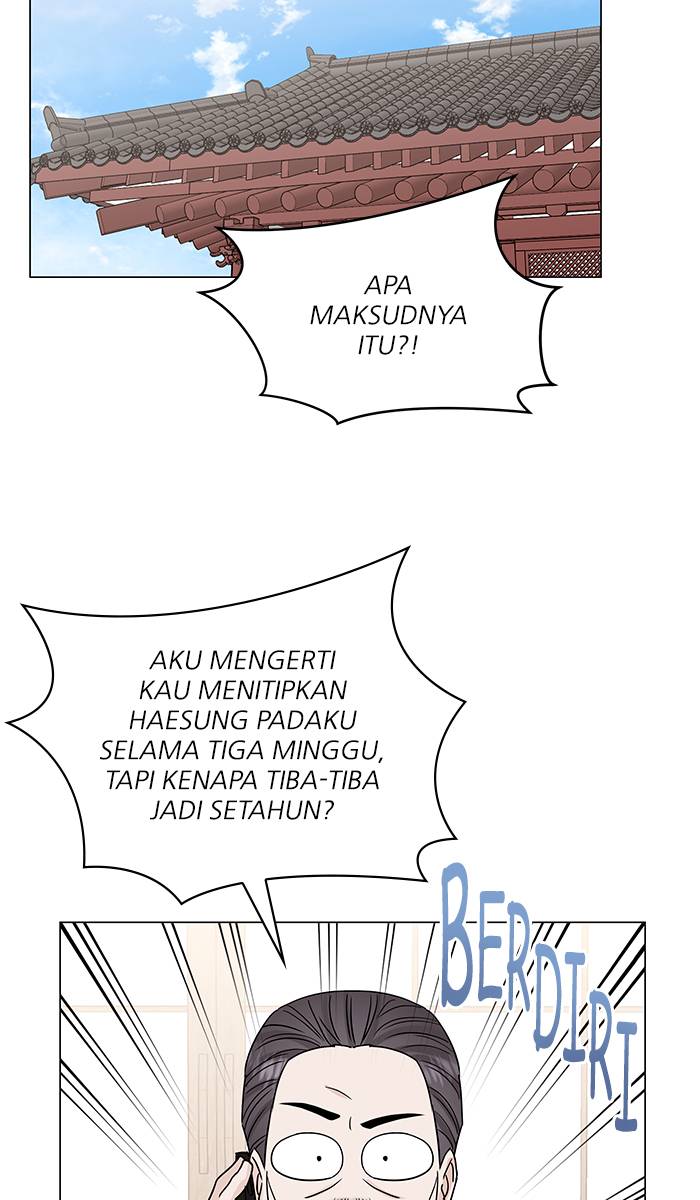 APA
MAKSUDNYA
ITU?!
AKU MENGERTI
KAU MENITIPKAN
HAESUNG PADAKU
SELAMA TIGA MINGGU,
TAPI KENAPA TIBA-TIBA
JADI SETAHUN?
BERDIRI